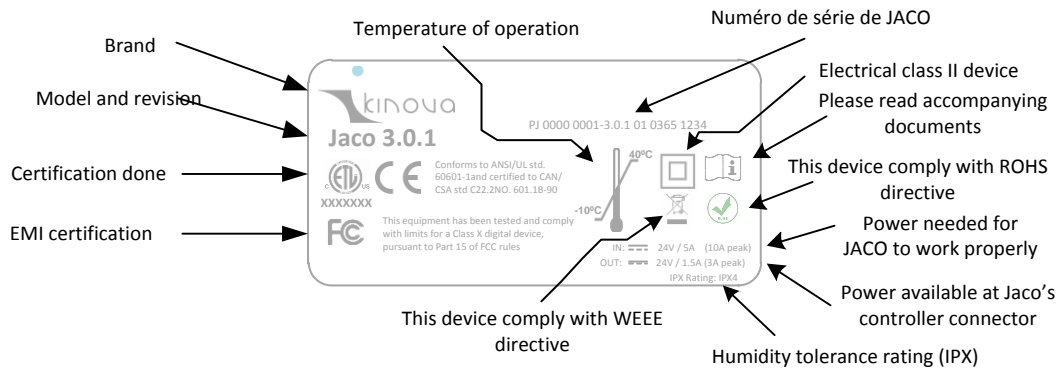 Numéro de série de JACO
Temperature of operation
Brand
Electrical class II device
Model and revision
Please read accompanying
documents
kinova
PJ 0000 0001-3.0.1 01 0365 1234
Jaco 3.0.1
40ºC
This device comply with ROHS
directive
Certification done
C ETL US
CE
Conforms to ANSI/UL std.
60601-1and certified to CAN/
CSA std C22.2NO. 601.1B-90
XXXXXXX
-10ºC
EMI certification
FC
This equipment has been tested and comply
with limits for a Class X digital device,
pursuant to Part 15 of FCC rules
Power needed for
JACO to work properly
IN: 24V / 5A (10A peak)
OUT: 24V / 1.5A (3A peak)
IPX Rating: IPX4
Power available at Jaco’s
controller connector
This device comply with WEEE
directive
Humidity tolerance rating (IPX)